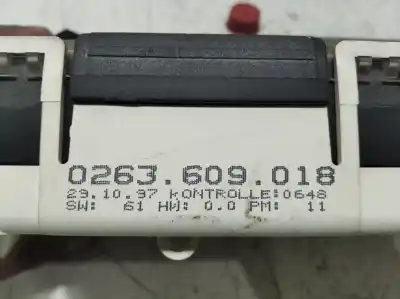 0263.609.018
29.10.97 kONTROLLE:0648
SW: 61 HW: 0.0 PM: 11